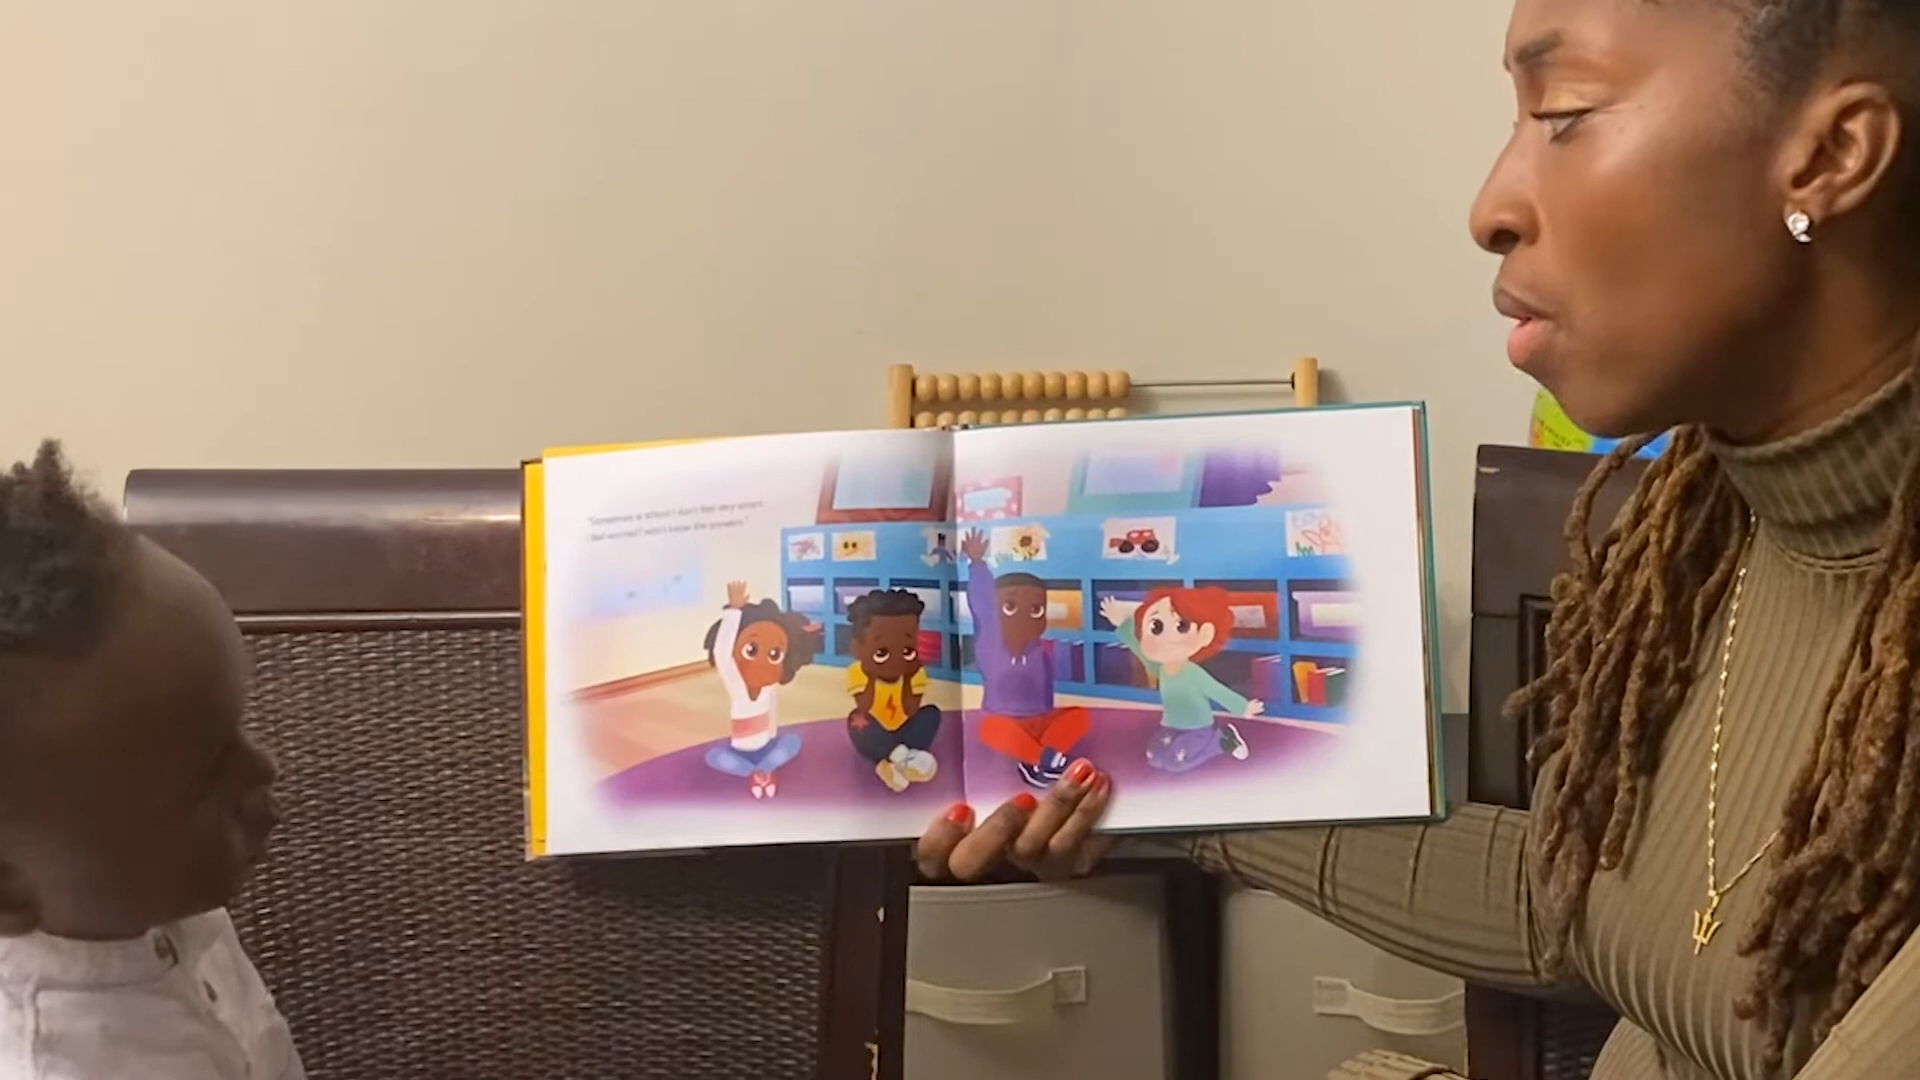 "Sometimes at school I don't feel very smart.
I feel worried I won't know the answers."